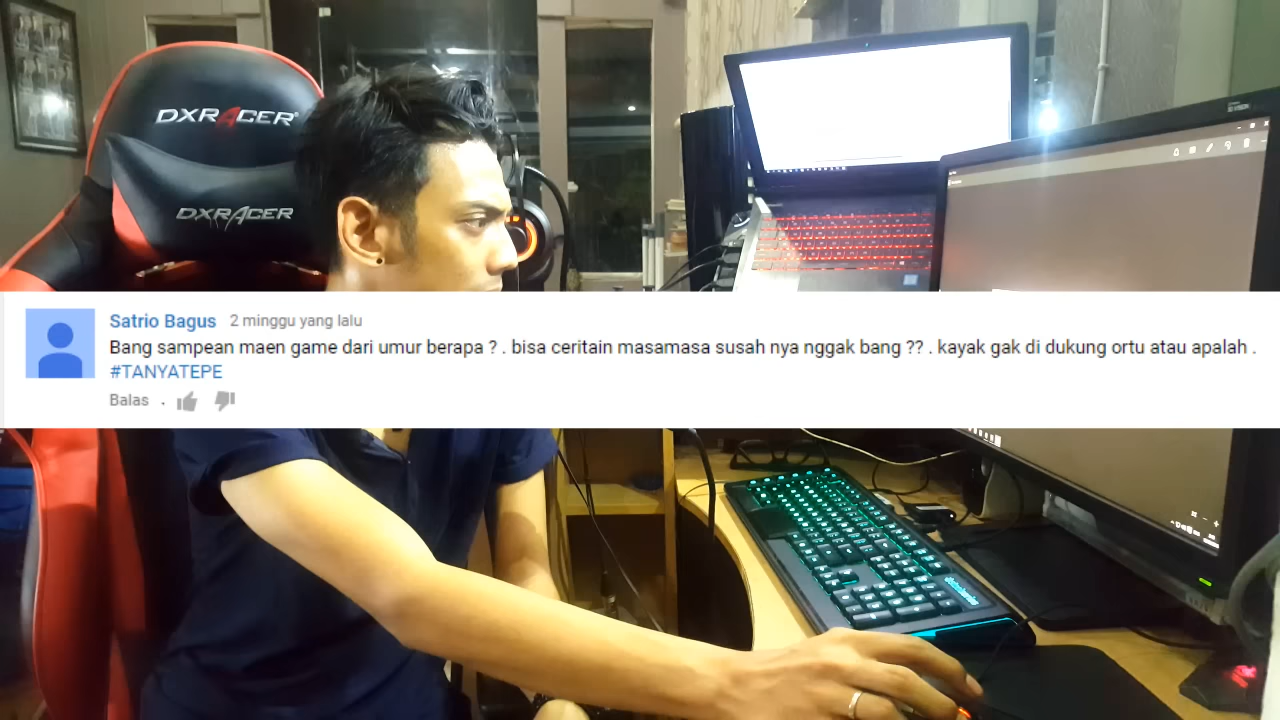 DXRACER
DXRACER
Satrio Bagus 2 minggu yang lalu
Bang sampean maen game dari umur berapa ? . bisa ceritain masamasa susah nya nggak bang ?? . kayak gak di dukung ortu atau apalah .
#TANYATEPE
Balas .
steelseries